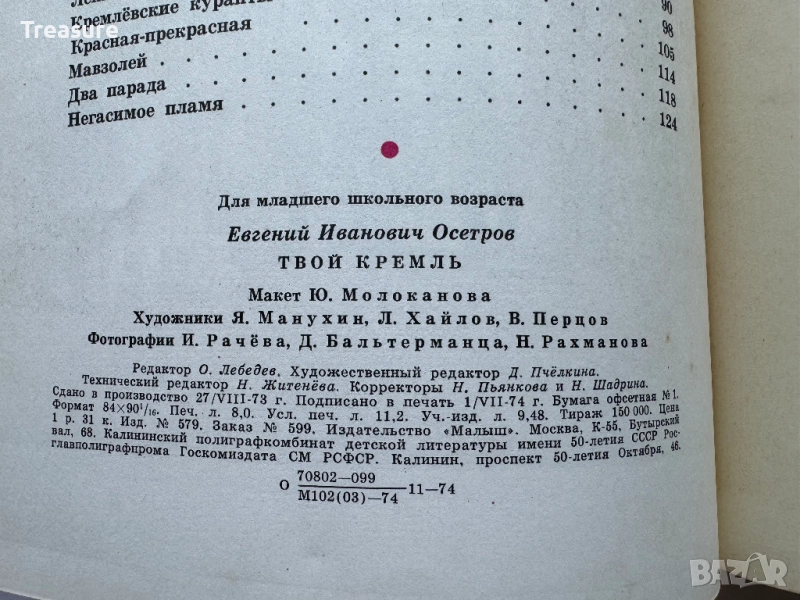 Treasure
Кремлёвские куранты 90
Красная-прекрасная 98
Мавзолей 105
Два парада 114
118
Негасимое пламя 124
Для младшего школьного возраста
Евгений Иванович Осетров
ТВОЙ КРЕМЛЬ
Макет Ю. Молоканова
Художники Я. Манухин, Л. Хайлов, В. Перцов
Фотографии И. Рачёва, Д. Бальтерманца, Н. Рахманова
Редактор О. Лебедев, Художественный редактор Д. Пчёлкина.
Технический редактор Н. Житенёва. Корректоры Н. Пьянкова и Н. Шадрина.
Сдано в производство 27/VIII-73 г. Подписано в печать 1/VII-74 г. Бумага офсетная № 1.
Формат 84×90¹/₁₆. Печ. л. 8,0. Усл. печ. л. 11,2. Уч.-изд. л. 9,48. Тираж 150 000. Цена
1 р. 31 к. Изд. № 579. Заказ № 599. Издательство «Малыш». Москва, К-55, Бутырский
вал, 68. Калининский полиграфкомбинат детской литературы имени 50-летия СССР Рос-
главполиграфпрома Госкомиздата СМ РСФСР. Калинин, проспект 50-летия Октября, 46.
О 70802—099
М102(03)—74 11—74
BAZAR